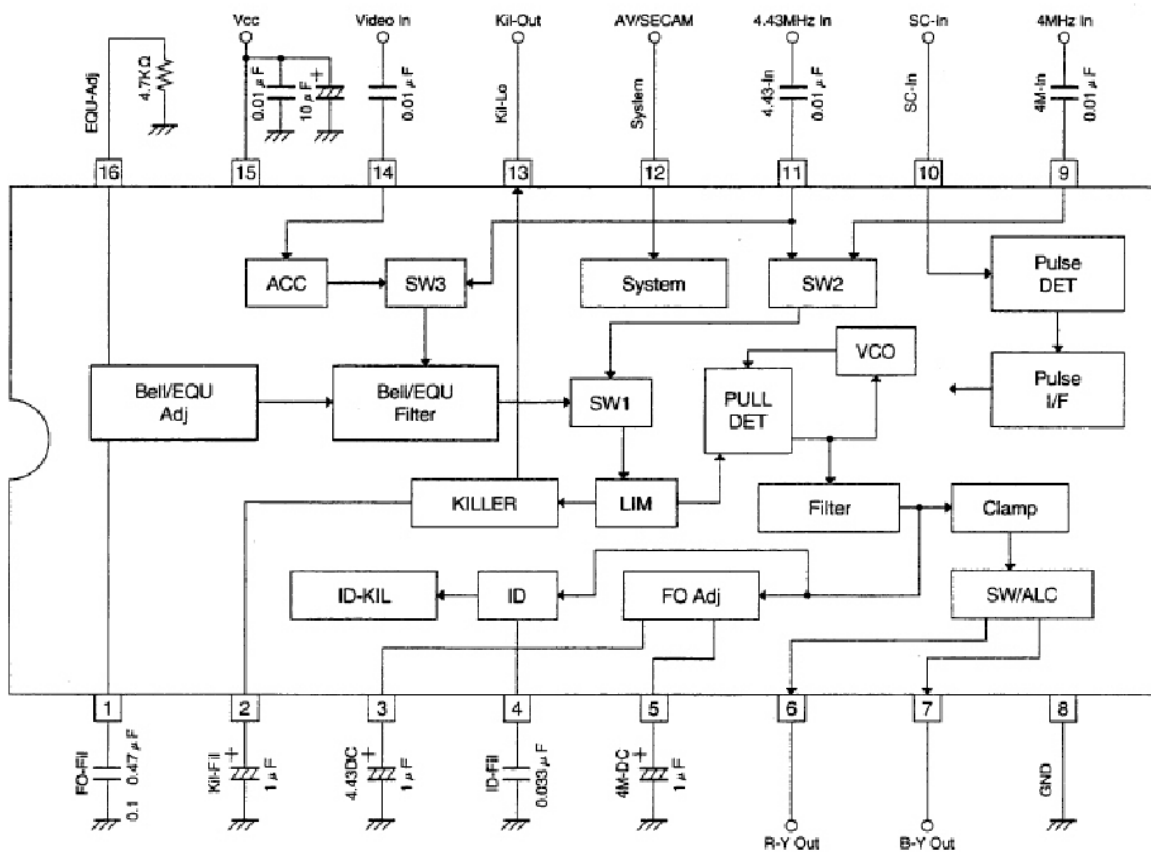 Vcc
Video In
Kil-Out
AV/SECAM
4.43MHz In
SC-In
4MHz In
EQU-Adj
4.7KΩ
0.01μF
10μF
+
0.01μF
Kil-Lo
System
4.43-In
0.01μF
SC-In
4M-In
0.01μF
16
15
14
13
12
11
10
9
ACC
SW3
System
SW2
Pulse
DET
VCO
Bell/EQU
Adj
Bell/EQU
Filter
SW1
PULL
DET
Pulse
I/F
KILLER
LIM
Filter
Clamp
ID-KIL
ID
FO Adj
SW/ALC
1
2
3
4
5
6
7
8
FO-Fil
0.1 0.47μF
Kil-Fil
+
1μF
4.43DC
+
1μF
ID-Fil
0.033μF
4M-DC
+
1μF
GND
R-Y Out
B-Y Out